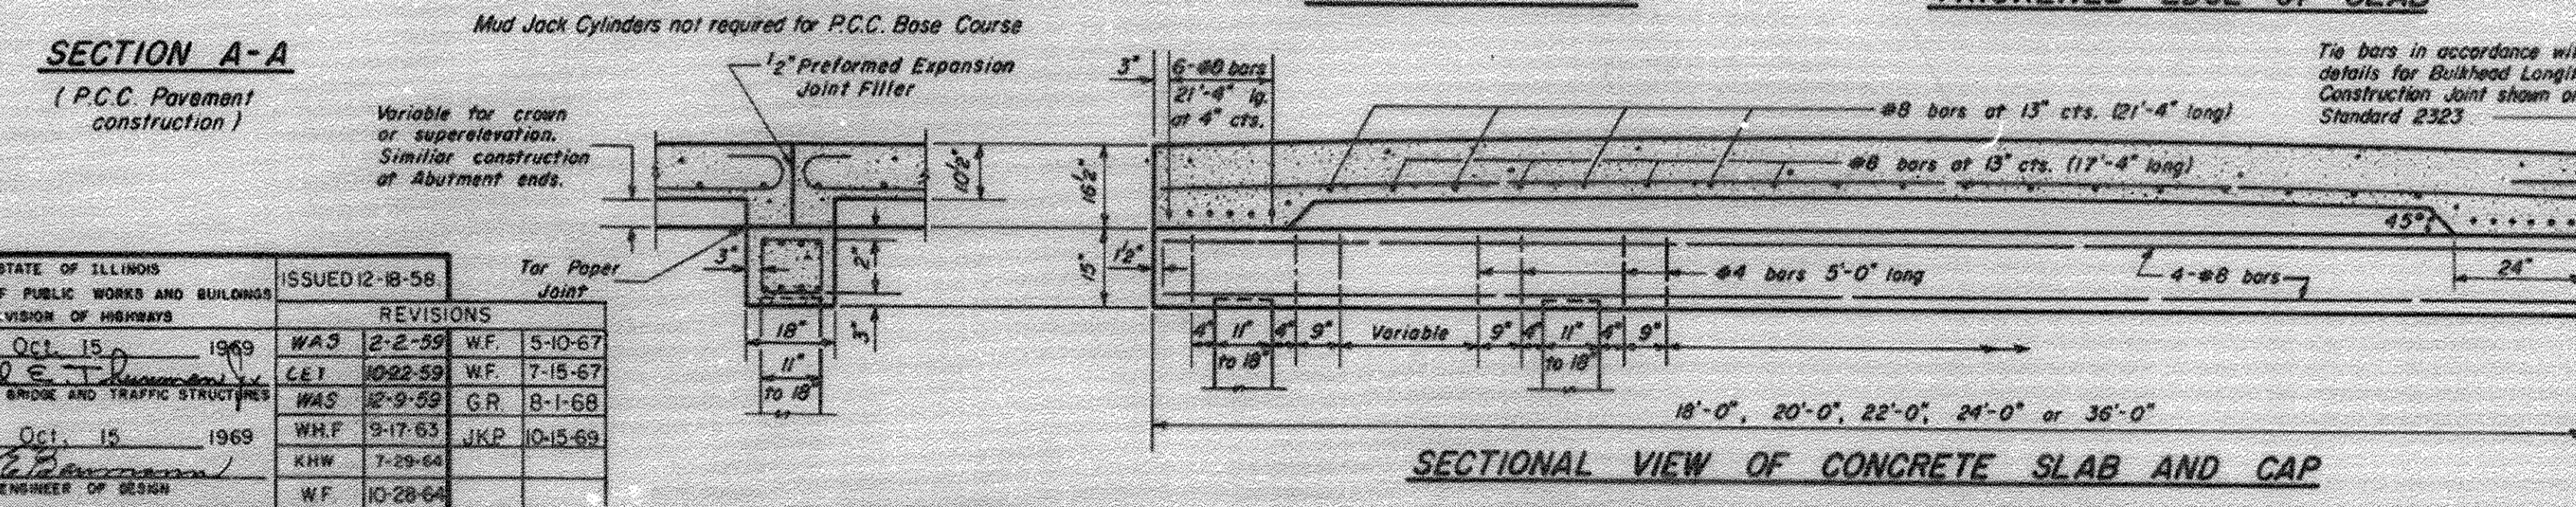 Mud Jack Cylinders not required for P.C.C. Base Course
SECTION A-A
( P.C.C. Pavement
construction )
Variable for crown
or superelevation.
Similiar construction
at Abutment ends.
1/2" Preformed Expansion
Joint Filler
10 1/2"
Tar Paper
Joint
3"
2"
3"
18"
11"
to 18"
3"
6-#8 bars
21'-4" lg.
at 4" cts.
16 1/2"
15"
1 1/2"
#8 bars at 13" cts. (21'-4" long)
#8 bars at 13" cts. (17'-4" long)
Tie bars in accordance
details for Bulkhead
Construction Joint shown
Standard 2323
45°
#4 bars 5'-0" long
4-#8 bars
24"
4" 11" 4" 9" Variable 9" 4" 11" 4" 9"
to 18" to 18"
18'-0", 20'-0", 22'-0", 24'-0" or 36'-0"
SECTIONAL VIEW OF CONCRETE SLAB AND CAP
STATE OF ILLINOIS
PUBLIC WORKS AND BUILDINGS
OF HIGHWAYS
Oct. 15 1969
BRIDGE AND TRAFFIC STRUCTURES
Oct. 15 1969
ENGINEER OF DESIGN
ISSUED 12-18-58
REVISIONS
WAS 2-2-59 W.F. 5-10-67
10-22-59 W.F. 7-15-67
WAS 12-9-59 G.R. 8-1-68
WH.F 9-17-63 JKP 10-15-69
KHW 7-29-64
W.F. 10-28-64